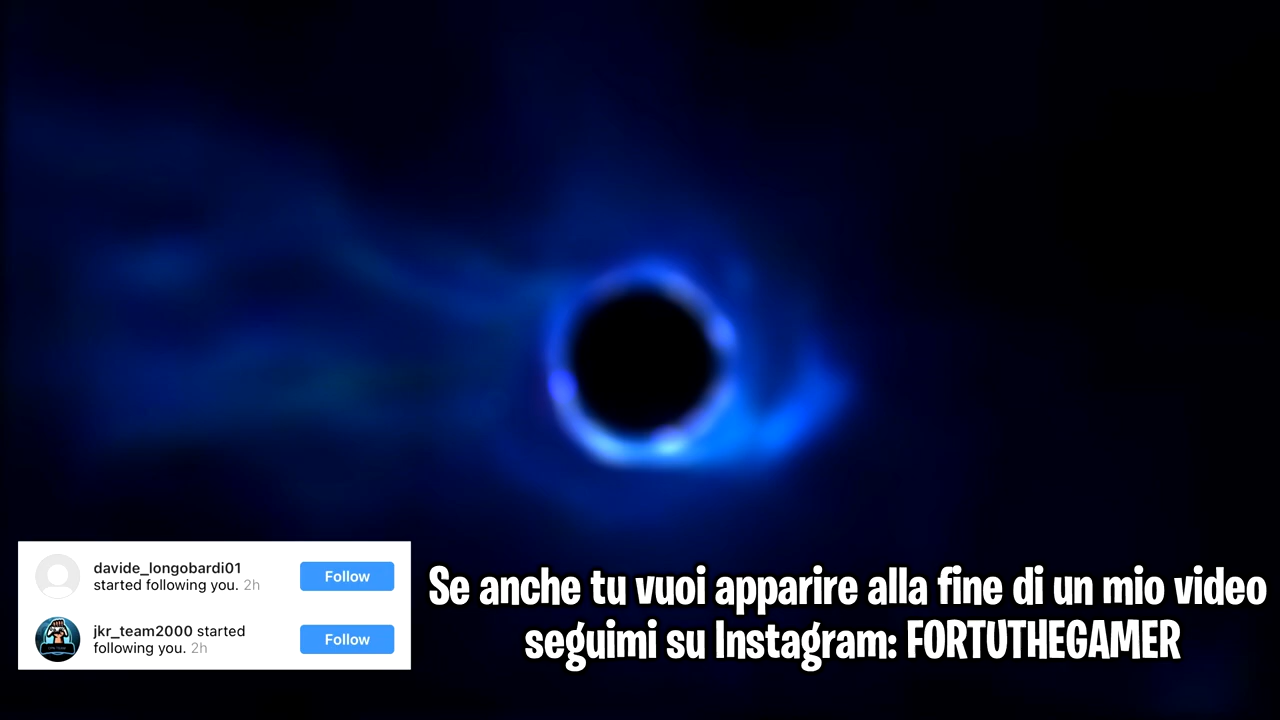 davide_longobardi01
started following you. 2h
Follow
jkr_team2000 started
following you. 2h
Follow
Se anche tu vuoi apparire alla fine di un mio video
seguimi su Instagram: FORTUTHEGAMER